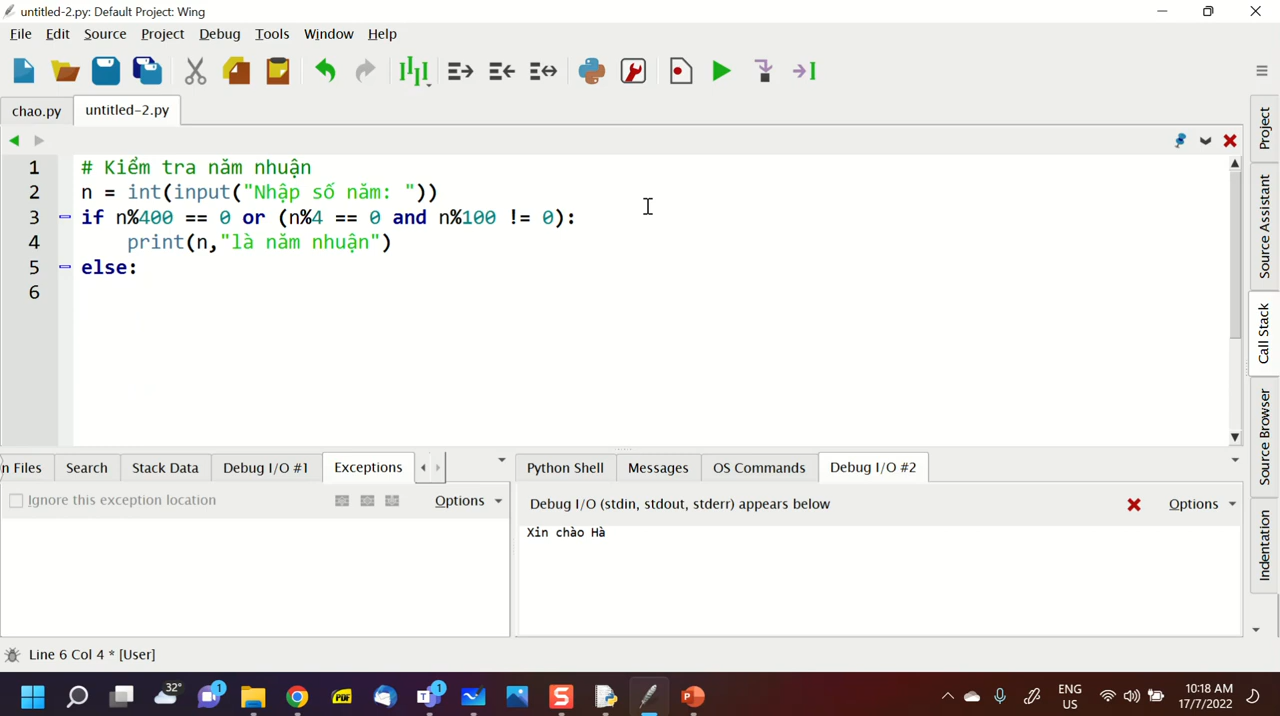 untitled-2.py: Default Project: Wing
File Edit Source Project Debug Tools Window Help
chao.py untitled-2.py
1 # Kiểm tra năm nhuận
2 n = int(input("Nhập số năm: "))
3 if n%400 == 0 or (n%4 == 0 and n%100 != 0):
4 print(n,"là năm nhuận")
5 else:
6
Project
Source Assistant
Call Stack
Source Browser
Indentation
n Files Search Stack Data Debug I/O #1 Exceptions
Ignore this exception location Options
Python Shell Messages OS Commands Debug I/O #2
Debug I/O (stdin, stdout, stderr) appears below Options
Xin chào Hà
Line 6 Col 4 * [User]
32° 1 PDF 1 S
ENG
US
10:18 AM
17/7/2022